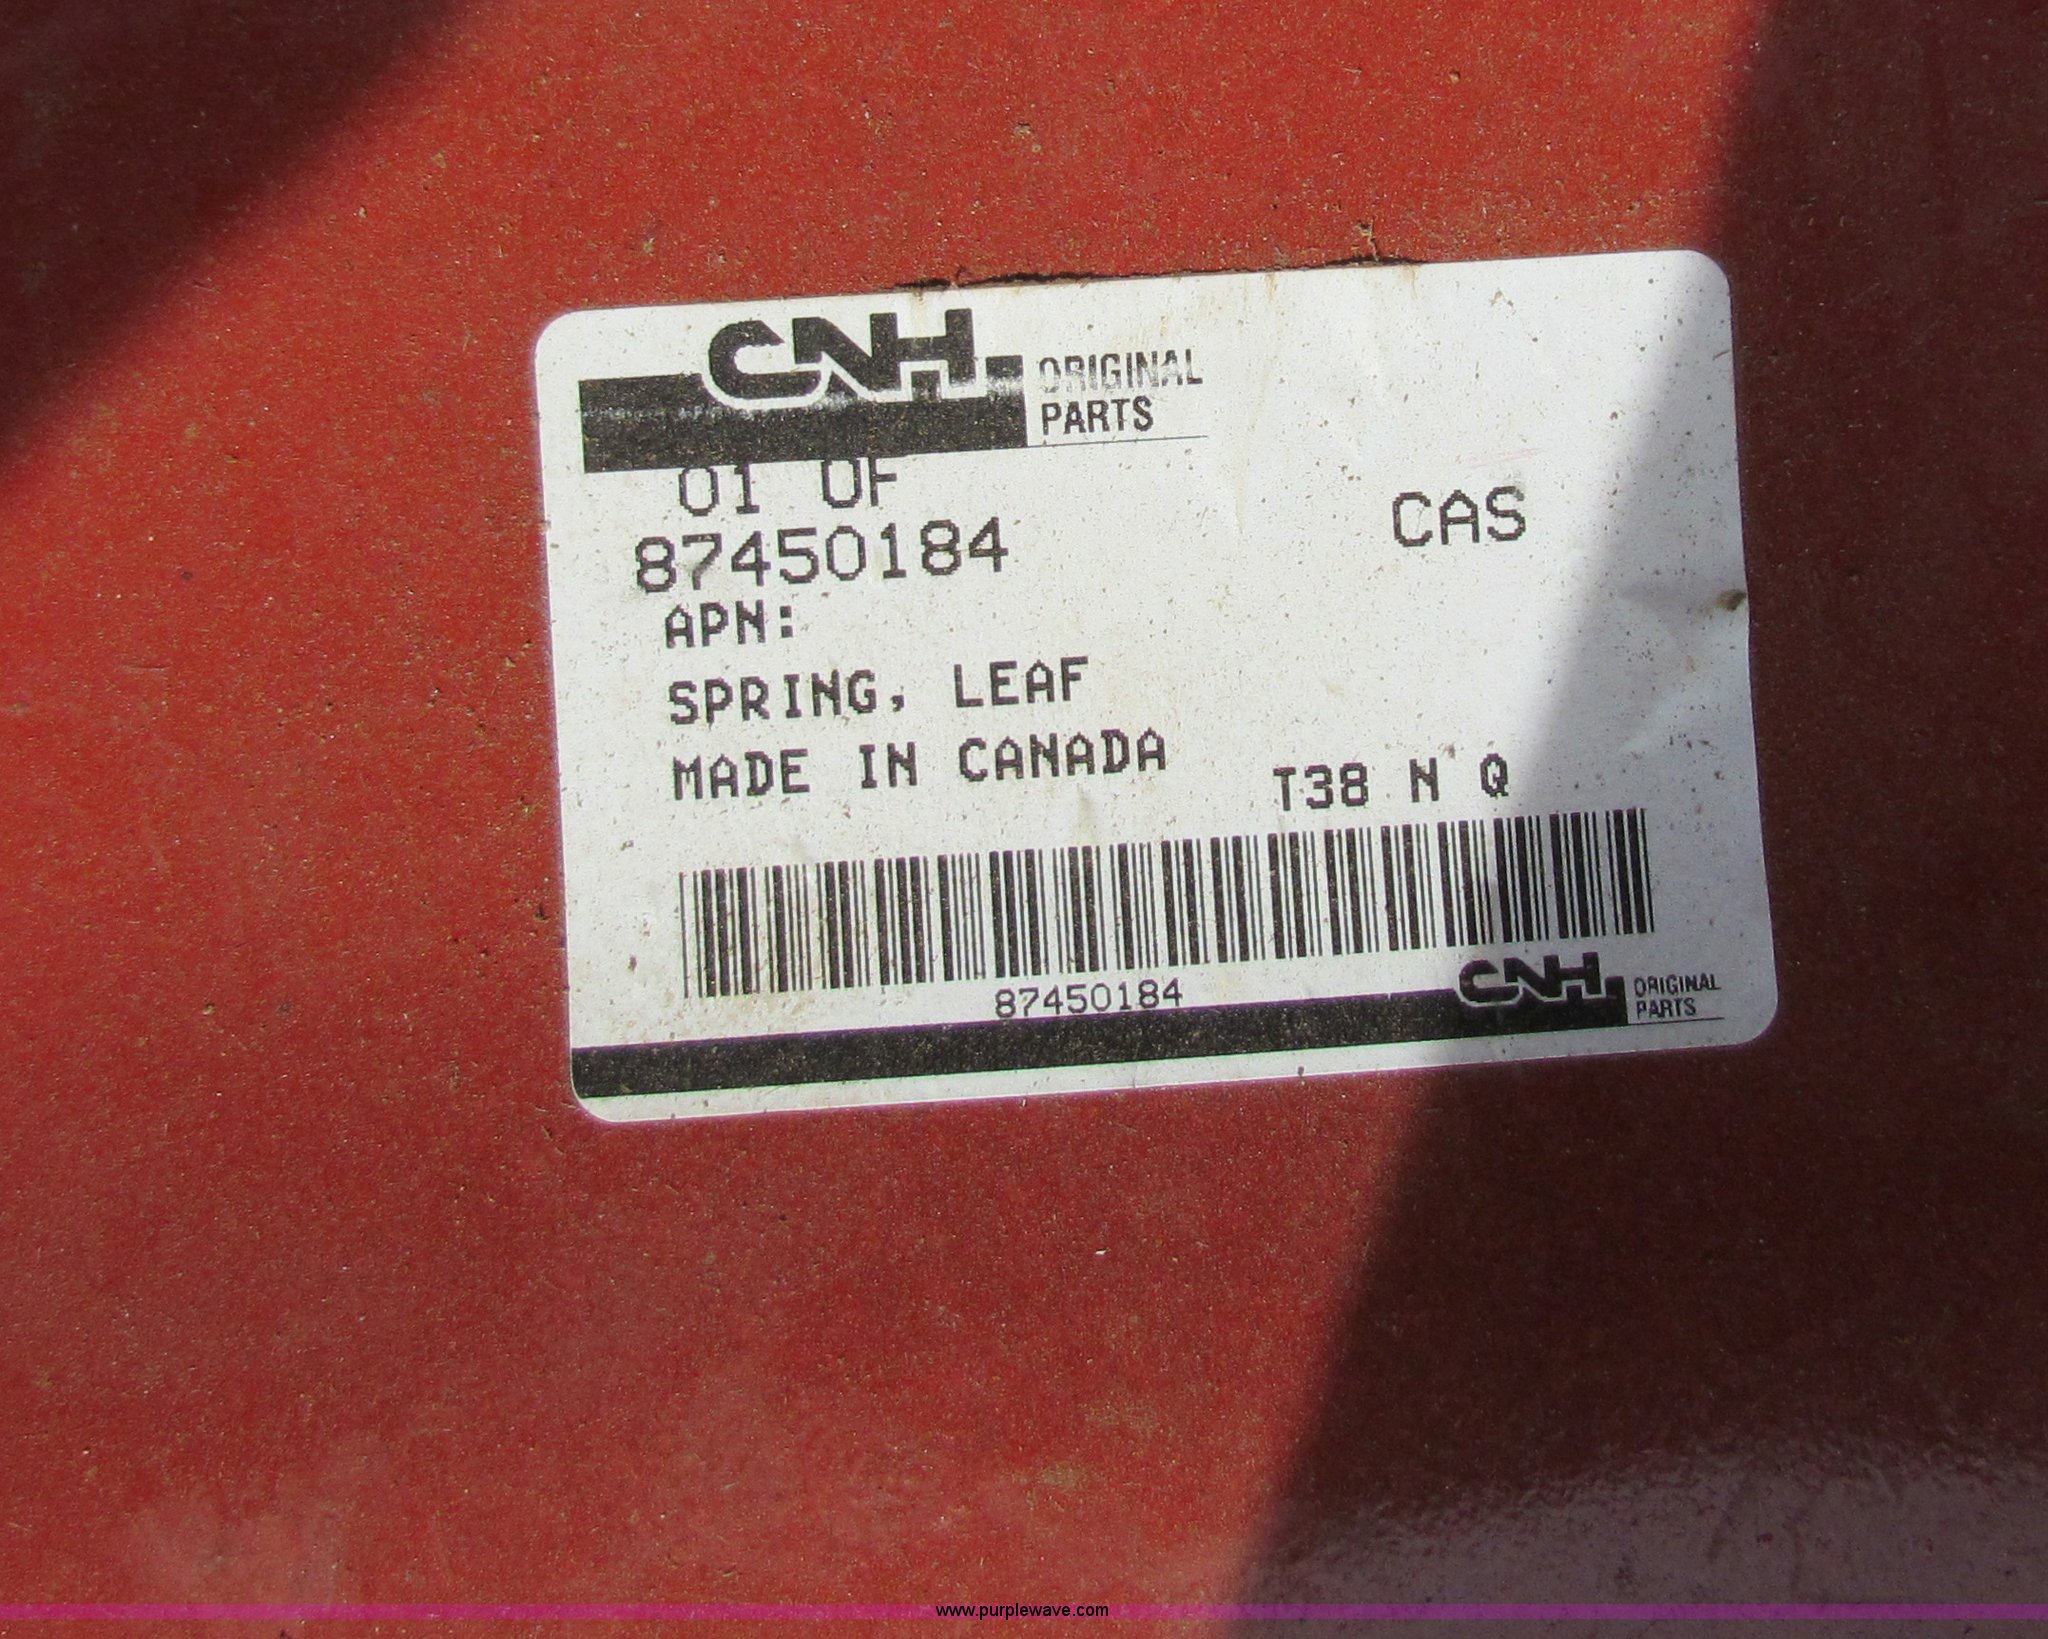 CNH ORIGINAL
PARTS
01 OF
87450184 CAS
APN:
SPRING, LEAF
MADE IN CANADA T38 N Q
87450184
CNH ORIGINAL
PARTS
www.purplewave.com